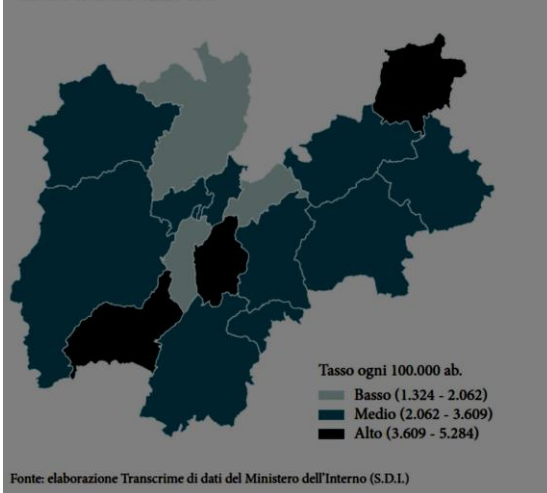 Tasso ogni 100.000 ab.
Basso (1.324 - 2.062)
Medio (2.062 - 3.609)
Alto (3.609 - 5.284)
Fonte: elaborazione Transcrime di dati del Ministero dell'Interno (S.D.I.)